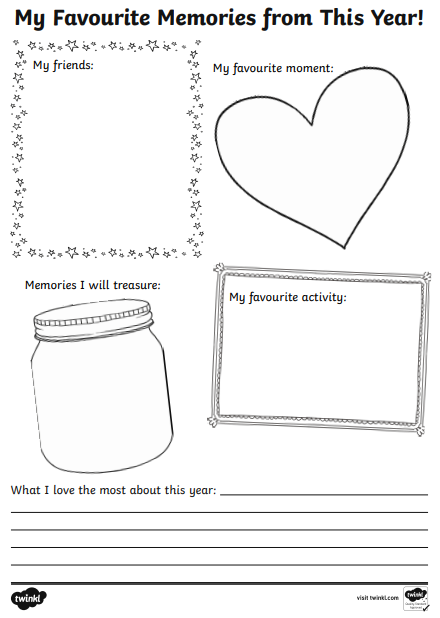 My Favourite Memories from This Year!
My friends:
My favourite moment:
Memories I will treasure:
My favourite activity:
What I love the most about this year:
twinkl
visit twinkl.com
twinkl